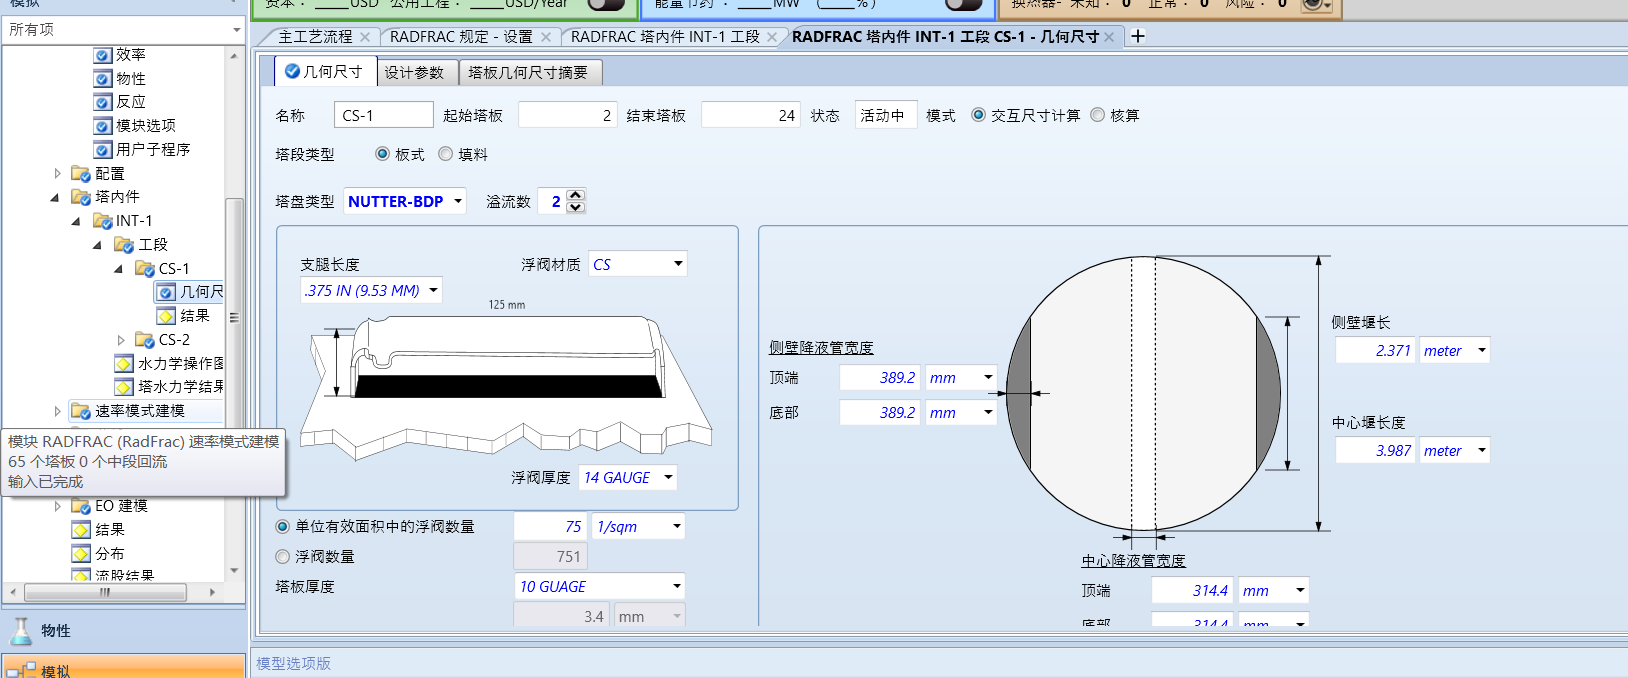 模拟
资本： ____USD 公用工程： ____USD/Year
能量节约： ____MW (____%)
换热器- 未知： 0 正常： 0 风险： 0
所有项
主工艺流程
RADFRAC 规定 - 设置
RADFRAC 塔内件 INT-1 工段
RADFRAC 塔内件 INT-1 工段 CS-1 - 几何尺寸
效率
物性
反应
模块选项
用户子程序
配置
塔内件
INT-1
工段
CS-1
几何尺
结果
CS-2
水力学操作图
塔水力学结果
速率模式建模
模块 RADFRAC (RadFrac) 速率模式建模
65 个塔板 0 个中段回流
输入已完成
EO 建模
结果
分布
流股结果
物性
模拟
几何尺寸
设计参数
塔板几何尺寸摘要
名称 CS-1 起始塔板 2 结束塔板 24 状态 活动中 模式 交互尺寸计算 核算
塔段类型 板式 填料
塔盘类型 NUTTER-BDP 溢流数 2
支腿长度 浮阀材质 CS
.375 IN (9.53 MM)
125 mm
浮阀厚度 14 GAUGE
单位有效面积中的浮阀数量 75 1/sqm
浮阀数量 751
塔板厚度 10 GUAGE
3.4 mm
侧壁降液管宽度
顶端 389.2 mm
底部 389.2 mm
侧壁堰长
2.371 meter
中心堰长度
3.987 meter
中心降液管宽度
顶端 314.4 mm
底部 314.4 mm
模型选项版